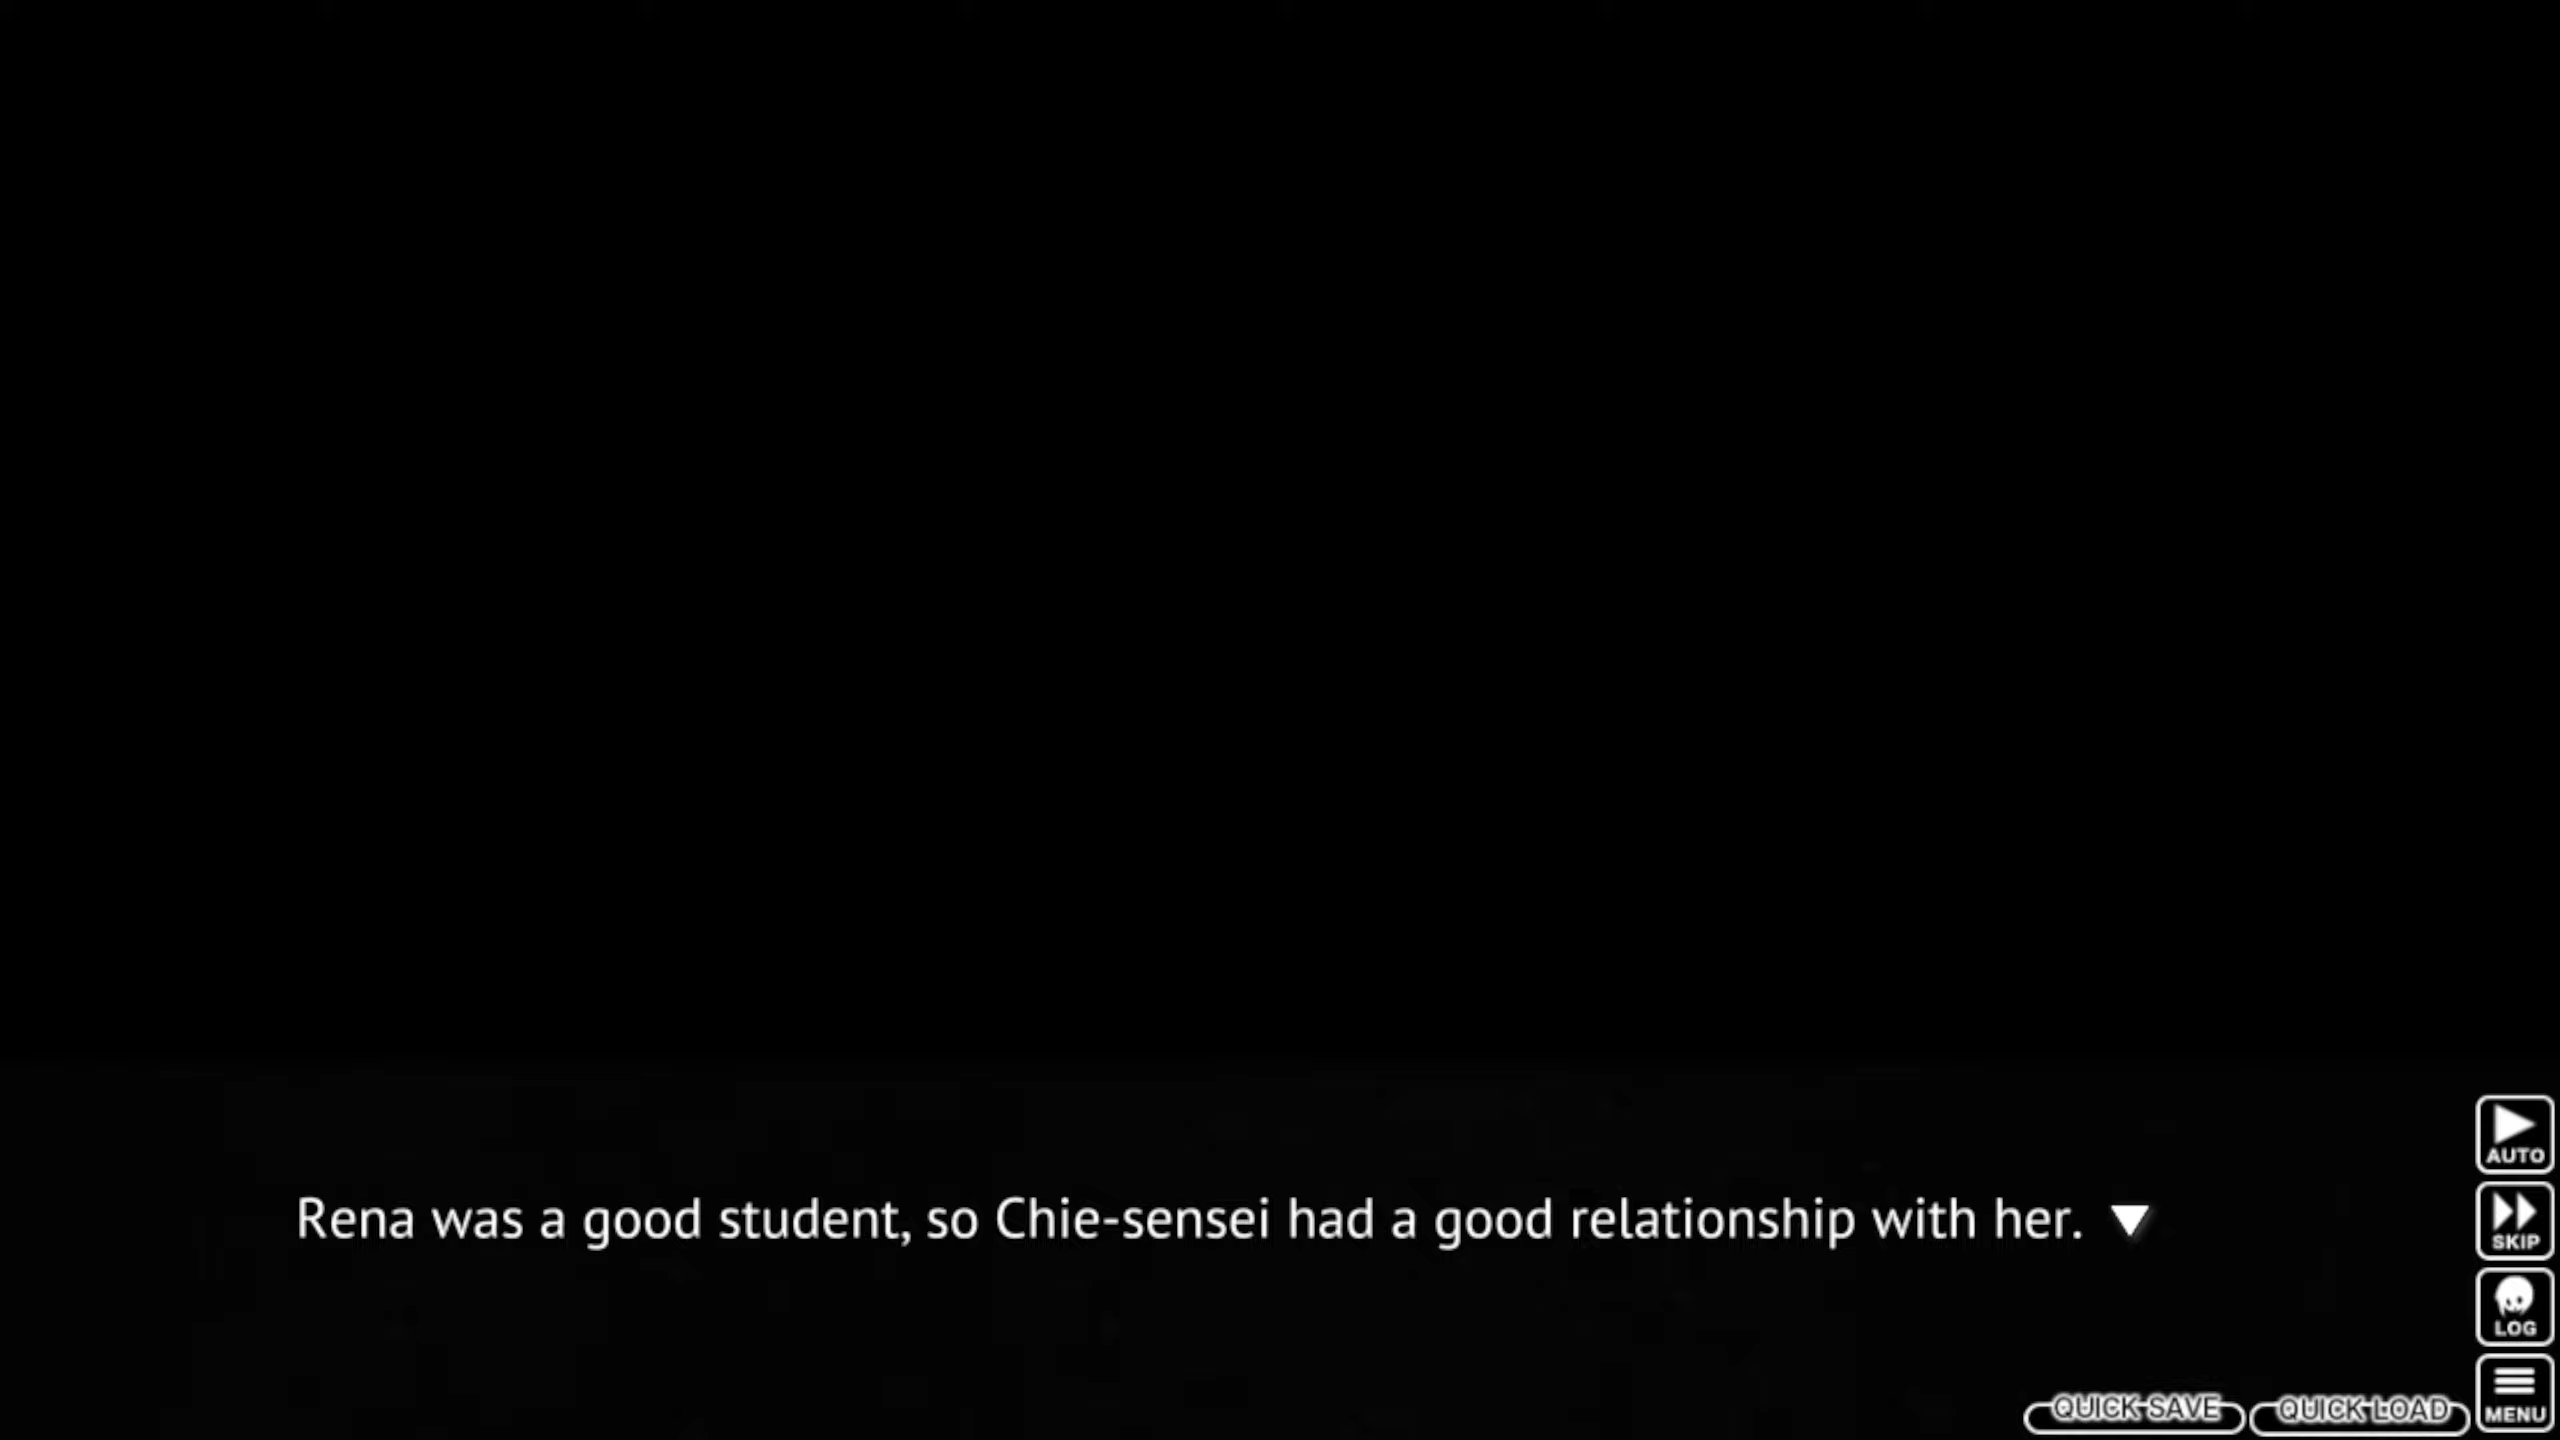 Rena was a good student, so Chie-sensei had a good relationship with her.
AUTO
SKIP
LOG
MENU
QUICK SAVE QUICK LOAD